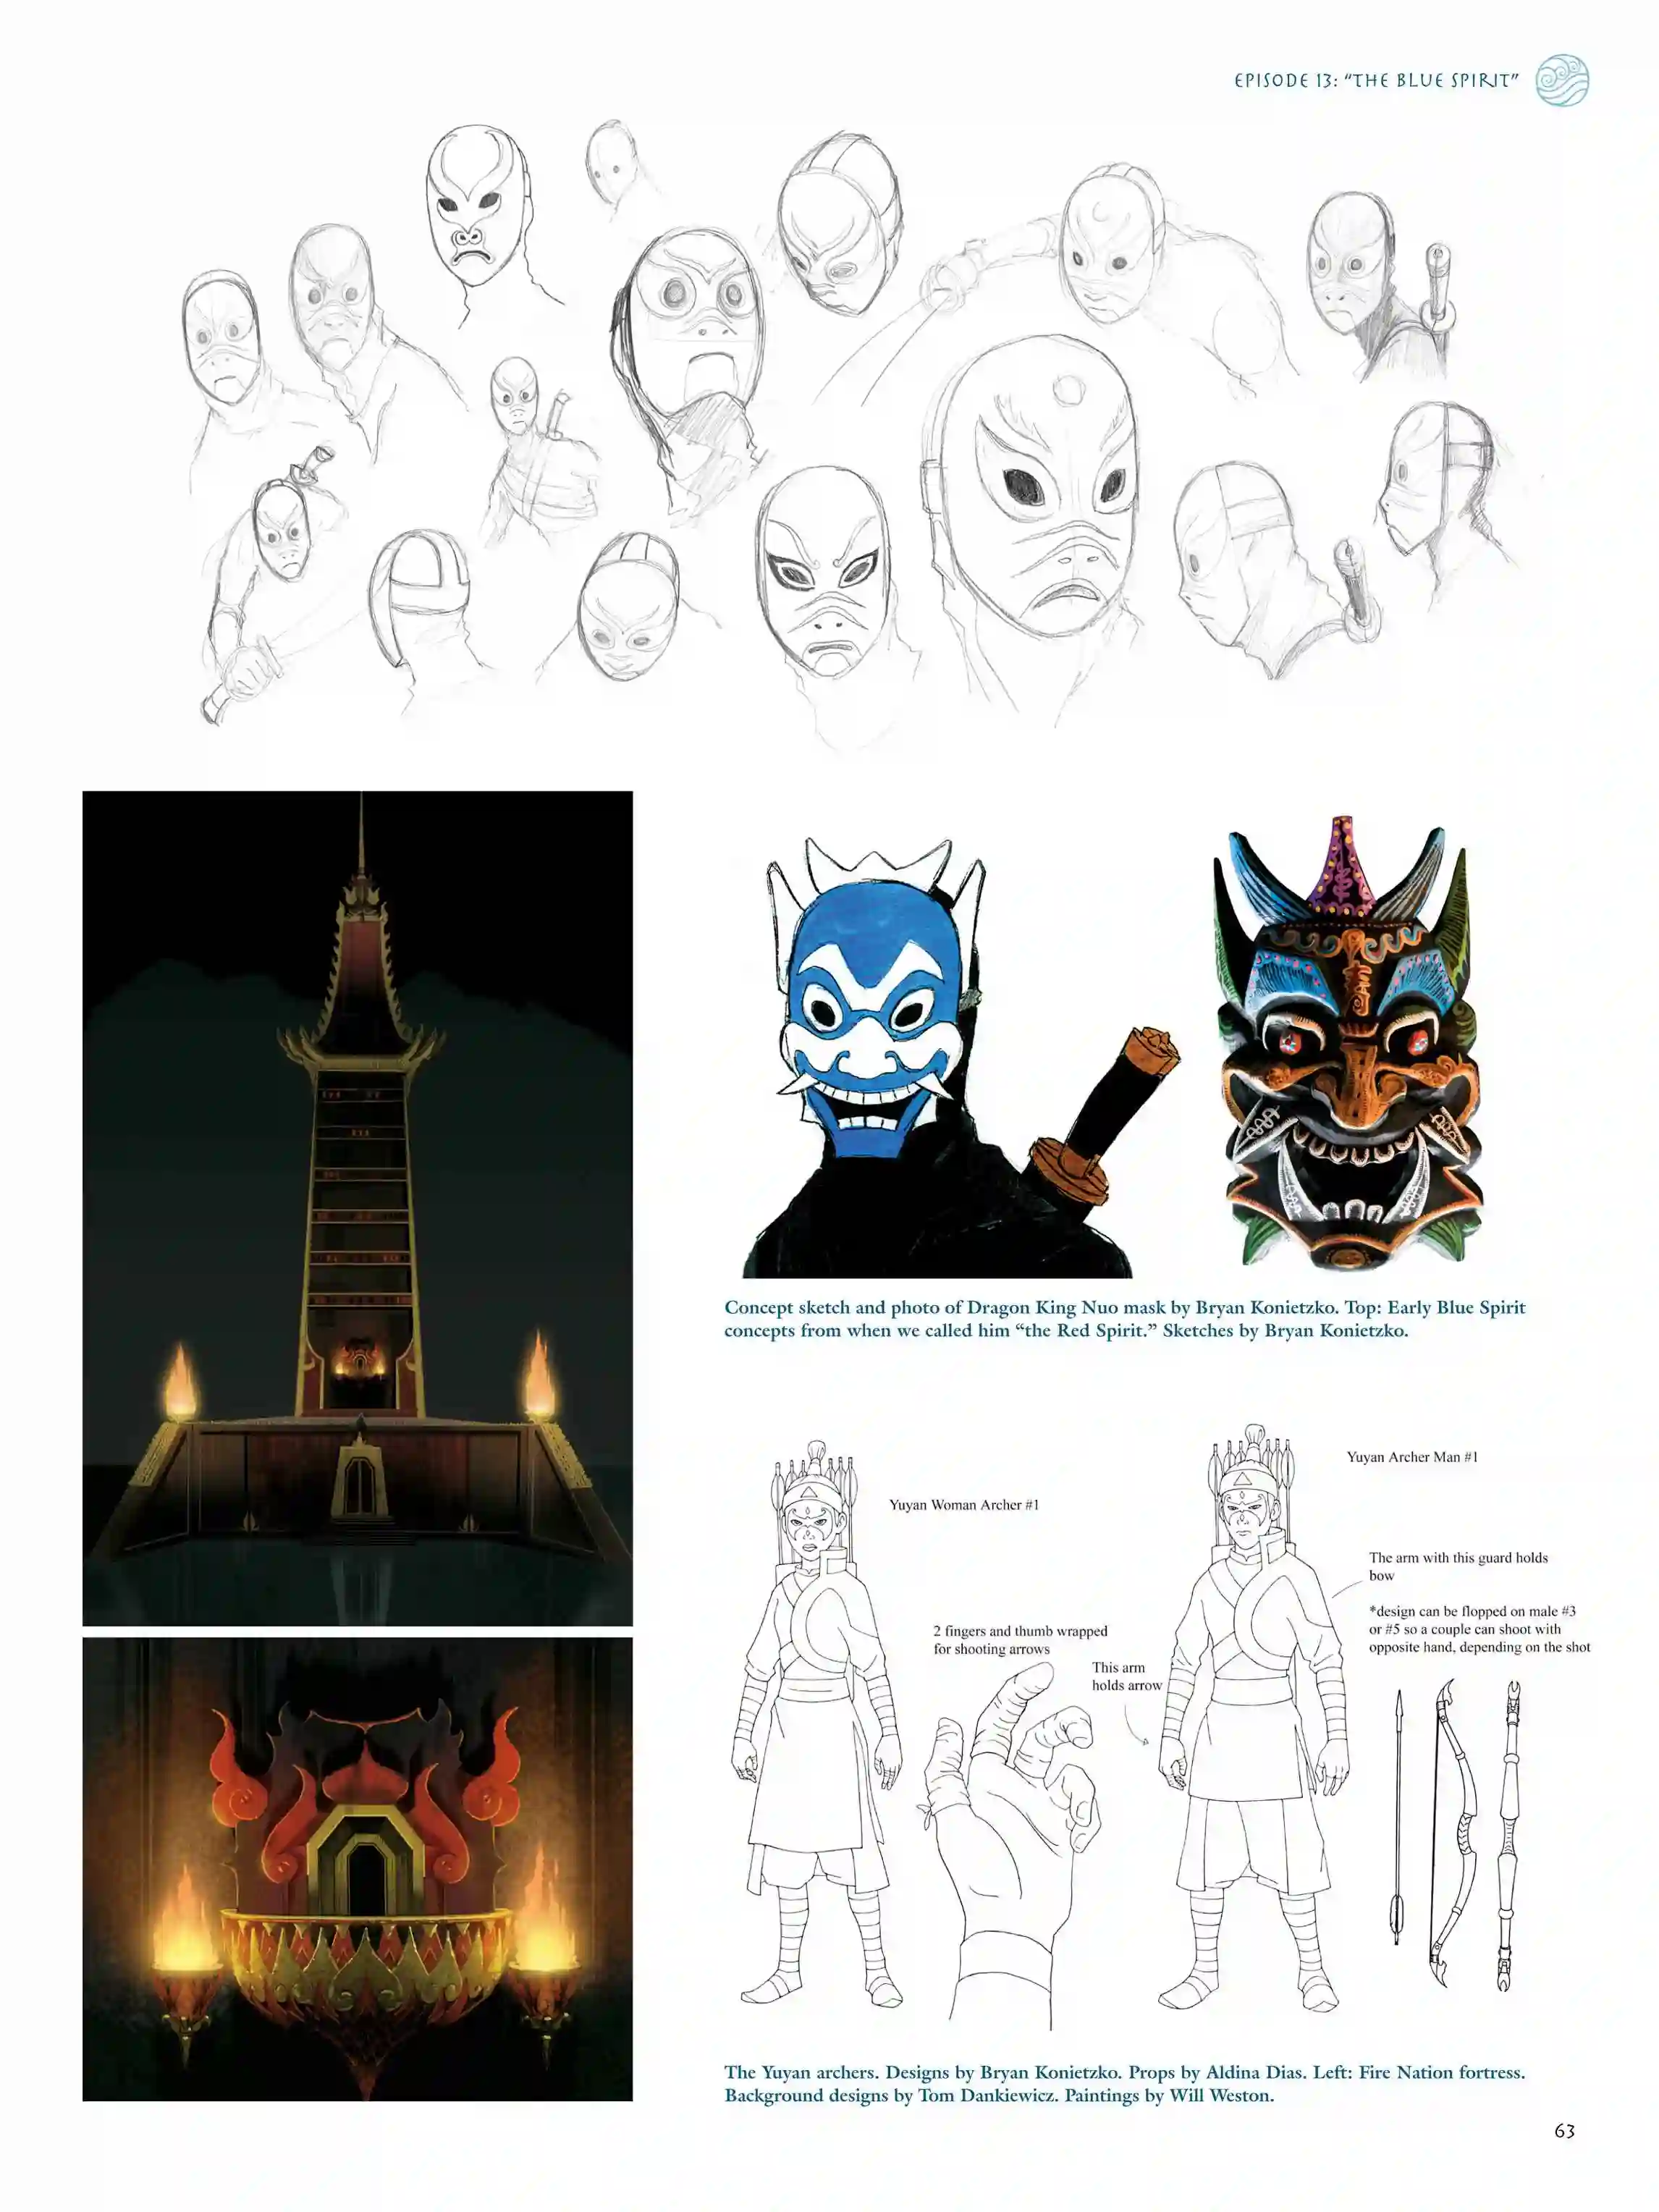 EPISODE 13: “THE BLUE SPIRIT”
Concept sketch and photo of Dragon King Nuo mask by Bryan Konietzko. Top: Early Blue Spirit
concepts from when we called him “the Red Spirit.” Sketches by Bryan Konietzko.
Yuyan Woman Archer #1
Yuyan Archer Man #1
The arm with this guard holds
bow
*design can be flopped on male #3
or #5 so a couple can shoot with
opposite hand, depending on the shot
2 fingers and thumb wrapped
for shooting arrows
This arm
holds arrow
The Yuyan archers. Designs by Bryan Konietzko. Props by Aldina Dias. Left: Fire Nation fortress.
Background designs by Tom Dankiewicz. Paintings by Will Weston.
63